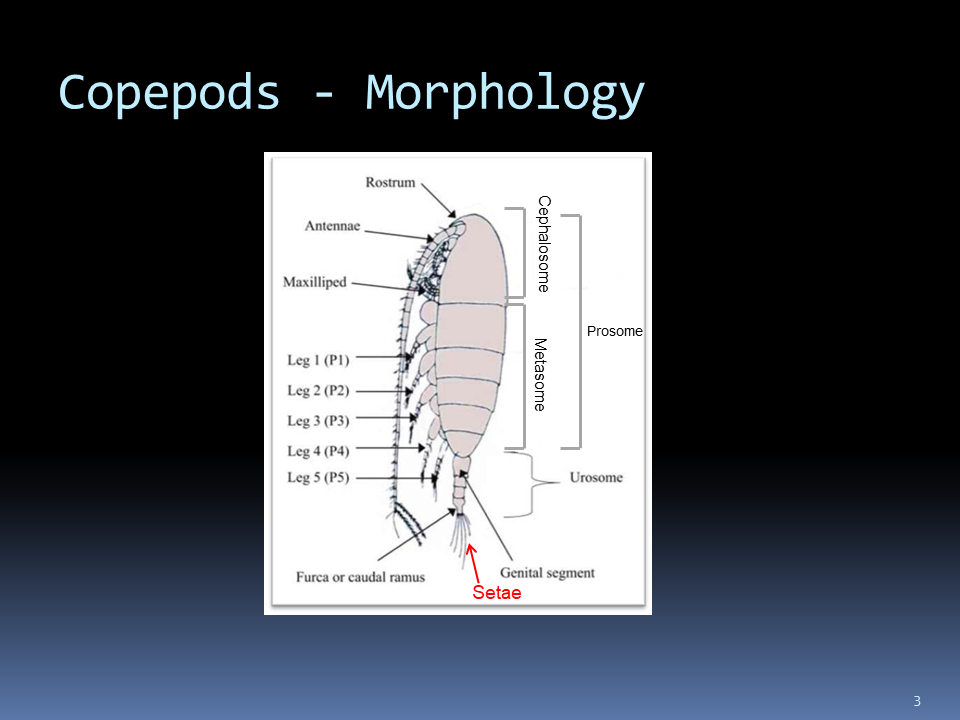 Copepods - Morphology
Rostrum
Antennae
Maxilliped
Leg 1 (P1)
Leg 2 (P2)
Leg 3 (P3)
Leg 4 (P4)
Leg 5 (P5)
Furca or caudal ramus
Cephalosome
Metasome
Prosome
Urosome
Genital segment
Setae
3